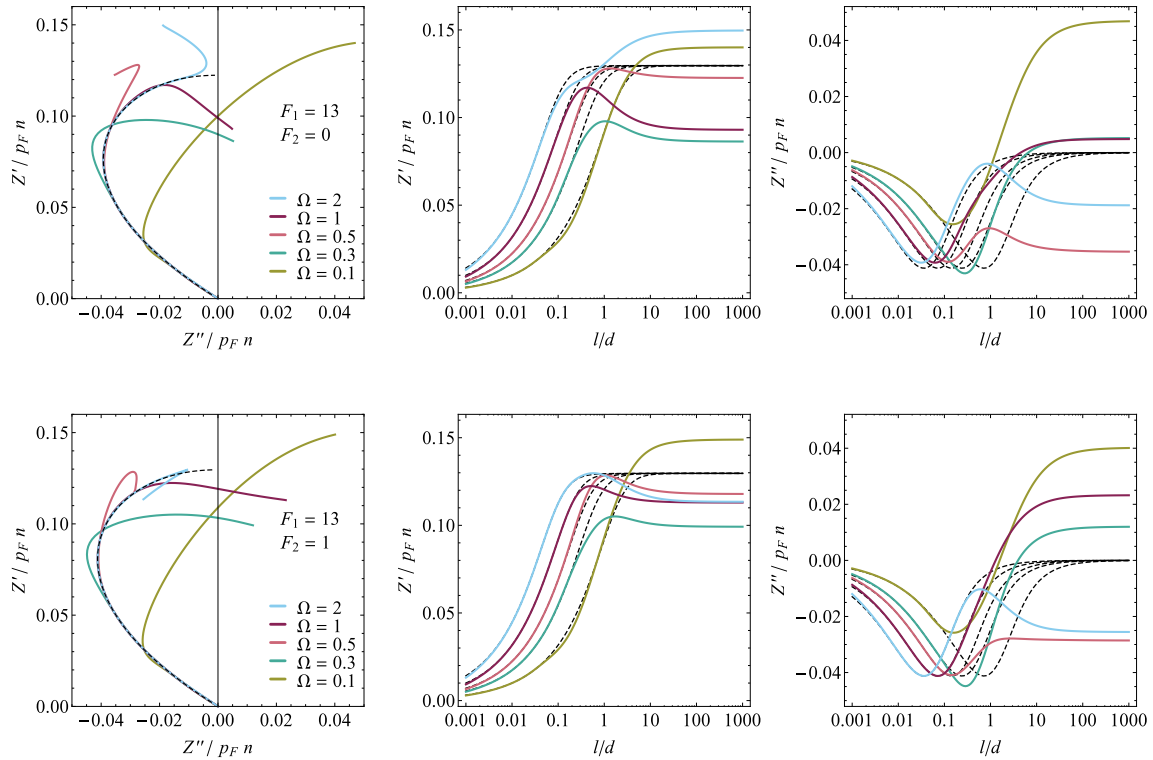 0.15
0.10
0.05
0.00
Z′ / p_F n
F₁ = 13
F₂ = 0
Ω = 2
Ω = 1
Ω = 0.5
Ω = 0.3
Ω = 0.1
−0.04 −0.02 0.00 0.02 0.04
Z″ / p_F n
0.15
0.10
0.05
0.00
Z′ / p_F n
0.001 0.01 0.1 1 10 100 1000
l/d
0.04
0.02
0.00
−0.02
−0.04
Z″ / p_F n
0.001 0.01 0.1 1 10 100 1000
l/d
0.15
0.10
0.05
0.00
Z′ / p_F n
F₁ = 13
F₂ = 1
Ω = 2
Ω = 1
Ω = 0.5
Ω = 0.3
Ω = 0.1
−0.04 −0.02 0.00 0.02 0.04
Z″ / p_F n
0.15
0.10
0.05
0.00
Z′ / p_F n
0.001 0.01 0.1 1 10 100 1000
l/d
0.04
0.02
0.00
−0.02
−0.04
Z″ / p_F n
0.001 0.01 0.1 1 10 100 1000
l/d